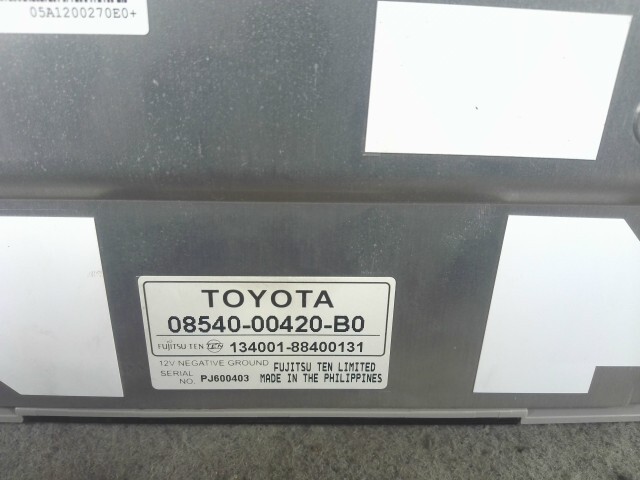 05A1200270E0+
TOYOTA
08540-00420-B0
FUJITSU TEN TEN 134001-88400131
12V NEGATIVE GROUND FUJITSU TEN LIMITED
SERIAL NO. PJ600403 MADE IN THE PHILIPPINES